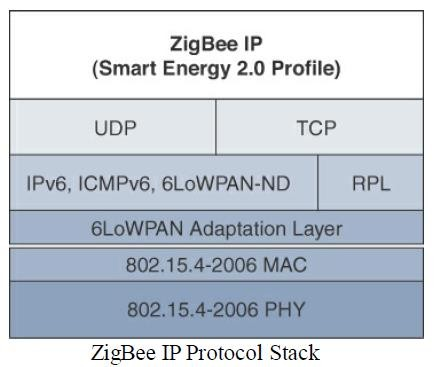 ZigBee IP
(Smart Energy 2.0 Profile)
UDP
TCP
IPv6, ICMPv6, 6LoWPAN-ND
RPL
6LoWPAN Adaptation Layer
802.15.4-2006 MAC
802.15.4-2006 PHY
ZigBee IP Protocol Stack